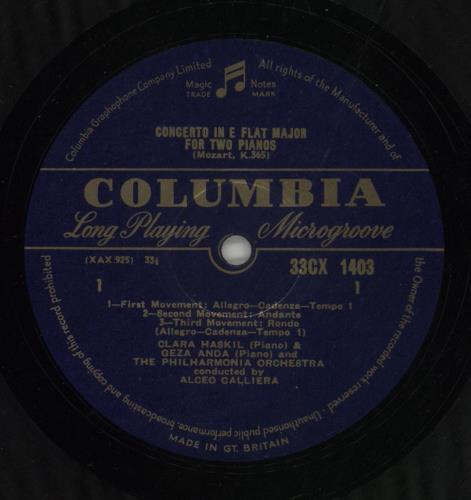 Columbia Graphophone Company Limited
All rights of the Manufacturer and of
the Owner of the recorded work reserved
Unauthorised public performance, broadcasting and copying of this record prohibited
Magic Notes
TRADE MARK
CONCERTO IN E FLAT MAJOR
FOR TWO PIANOS
(Mozart, K.365)
COLUMBIA
Long Playing Microgroove
(XAX.925) 33⅓
33CX 1403
1 1
1—First Movement: Allegro—Cadenza—Tempo 1
2—Second Movement: Andante
3—Third Movement: Rondo
(Allegro—Cadenza—Tempo 1)
CLARA HASKIL (Piano) &
GEZA ANDA (Piano) and
THE PHILHARMONIA ORCHESTRA
conducted by
ALCEO GALLIERA
MADE IN GT. BRITAIN